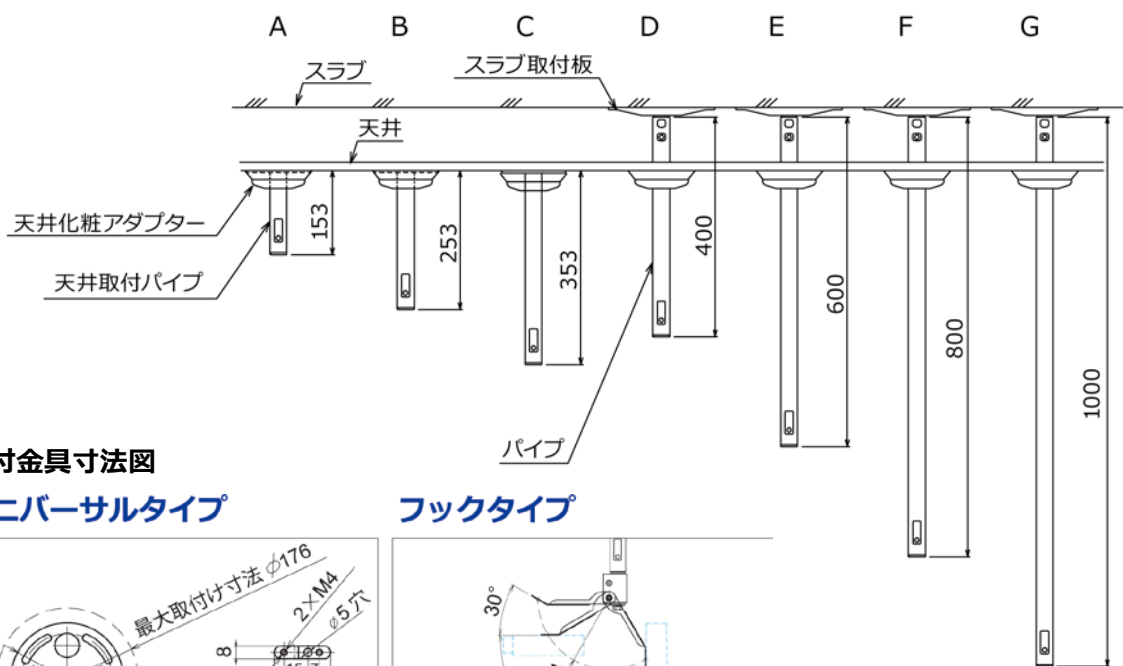 A B C D E F G
スラブ
スラブ取付板
天井
天井化粧アダプター
天井取付パイプ
153
253
353
400
600
800
1000
パイプ
付金具寸法図
ニバーサルタイプ
フックタイプ
最大取付け寸法 φ176
2×M4
φ5穴
8
30°